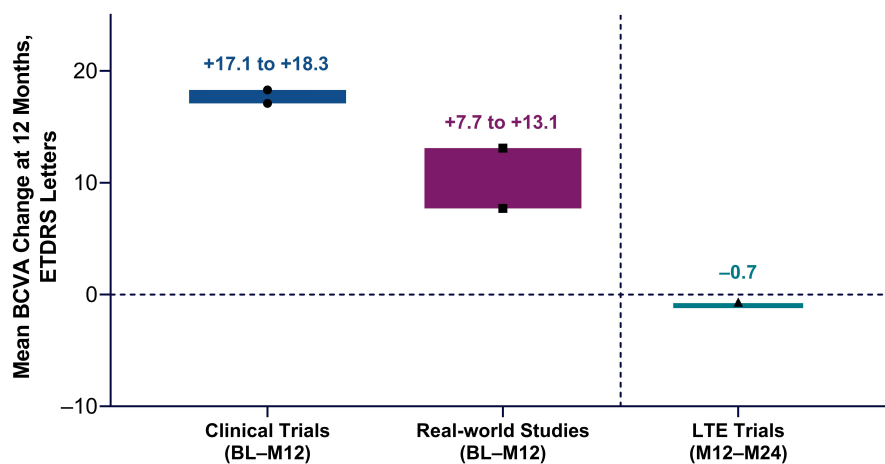 Mean BCVA Change at 12 Months,
ETDRS Letters
20
10
0
–10
+17.1 to +18.3
+7.7 to +13.1
–0.7
Clinical Trials
(BL–M12)
Real-world Studies
(BL–M12)
LTE Trials
(M12–M24)